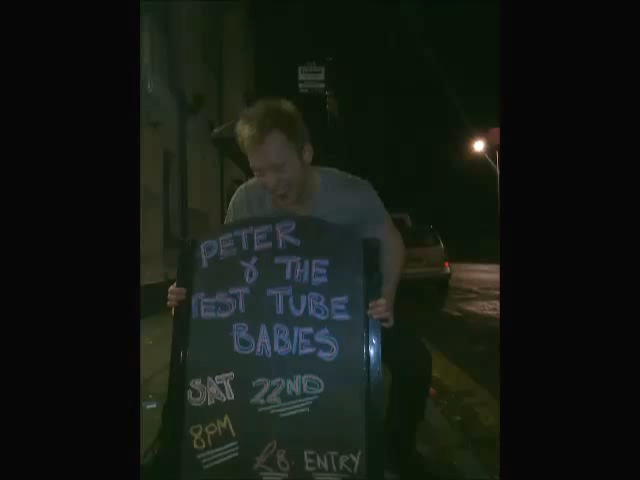 PETER
& THE
TEST TUBE
BABIES
SAT 22ND
8PM
£8. ENTRY